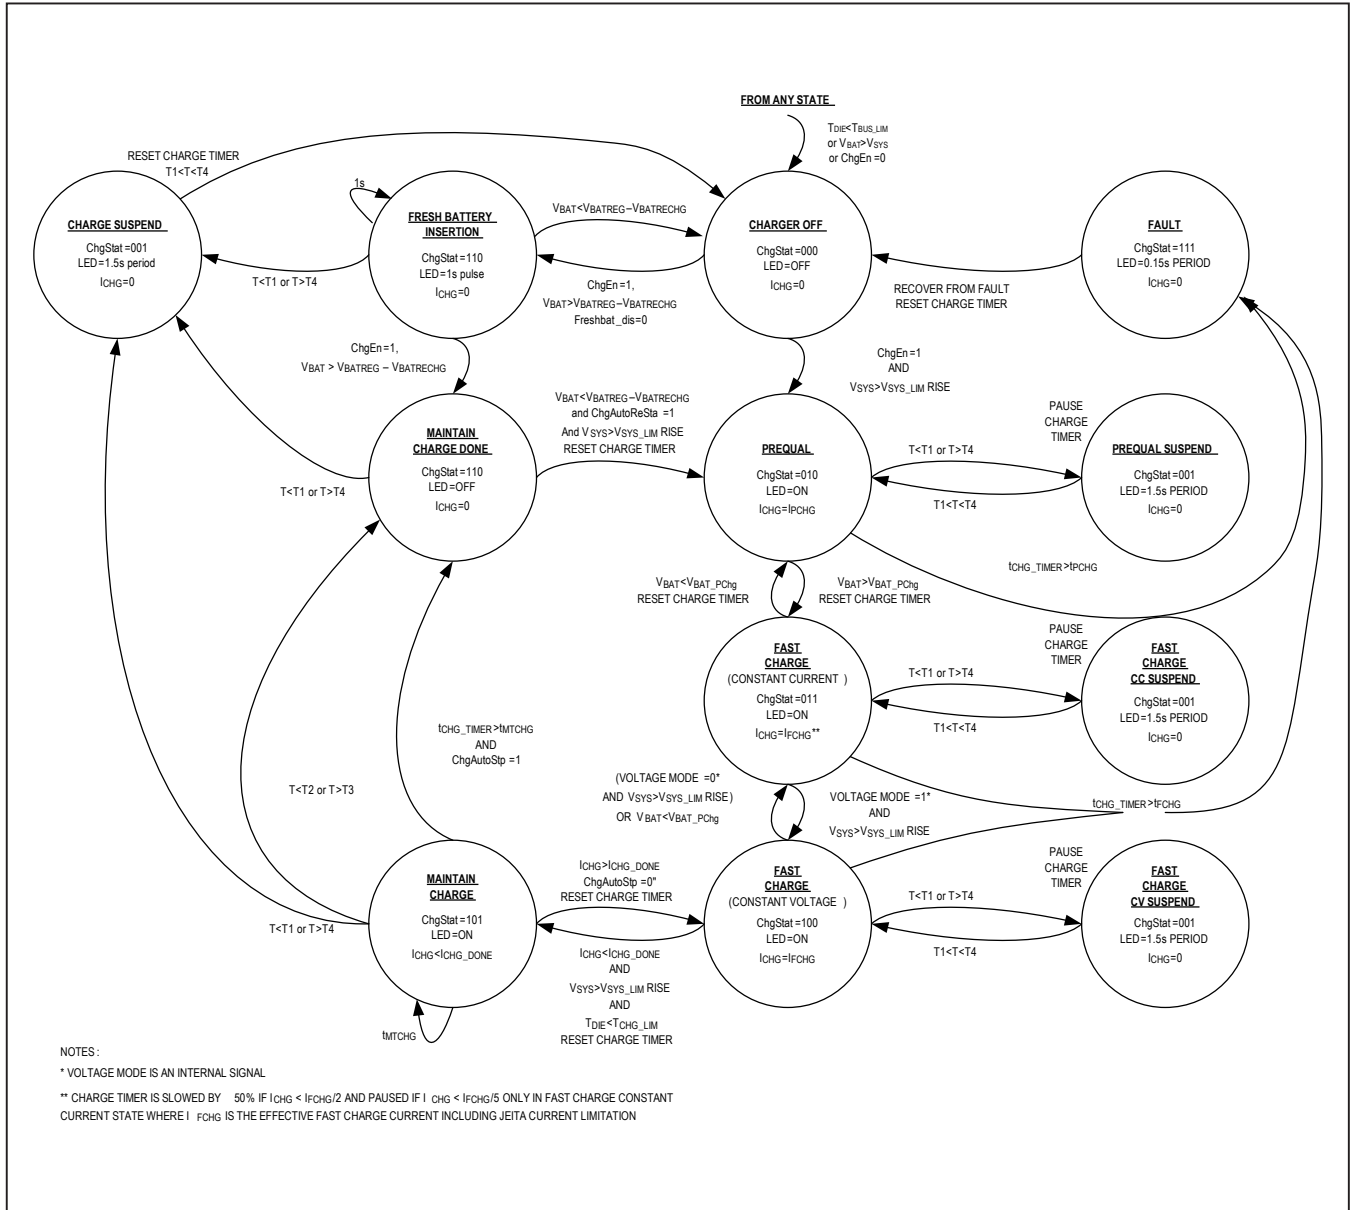 FROM ANY STATE
TDIE<TBUS_LIM
or VBAT>VSYS
or ChgEn =0
RESET CHARGE TIMER
T1<T<T4
1s
CHARGE SUSPEND
ChgStat =001
LED=1.5s period
ICHG=0
T<T1 or T>T4
FRESH BATTERY
INSERTION
ChgStat =110
LED=1s pulse
ICHG=0
VBAT<VBATREG–VBATRECHG
ChgEn =1,
VBAT>VBATREG–VBATRECHG
Freshbat_dis=0
CHARGER OFF
ChgStat =000
LED=OFF
ICHG=0
RECOVER FROM FAULT
RESET CHARGE TIMER
FAULT
ChgStat =111
LED=0.15s PERIOD
ICHG=0
ChgEn =1,
VBAT > VBATREG – VBATRECHG
ChgEn =1
AND
VSYS>VSYS_LIM RISE
VBAT<VBATREG–VBATRECHG
and ChgAutoReSta =1
And VSYS>VSYS_LIM RISE
RESET CHARGE TIMER
T<T1 or T>T4
MAINTAIN
CHARGE DONE
ChgStat =110
LED=OFF
ICHG=0
PREQUAL
ChgStat =010
LED=ON
ICHG=IPCHG
T<T1 or T>T4
T1<T<T4
PAUSE
CHARGE
TIMER
PREQUAL SUSPEND
ChgStat =001
LED=1.5s PERIOD
ICHG=0
tCHG_TIMER>tPCHG
VBAT<VBAT_PChg
RESET CHARGE TIMER
VBAT>VBAT_PChg
RESET CHARGE TIMER
FAST
CHARGE
(CONSTANT CURRENT )
ChgStat =011
LED=ON
ICHG=IFCHG**
T<T1 or T>T4
T1<T<T4
PAUSE
CHARGE
TIMER
FAST
CHARGE
CC SUSPEND
ChgStat =001
LED=1.5s PERIOD
ICHG=0
tCHG_TIMER>tMTCHG
AND
ChgAutoStp =1
T<T2 or T>T3
(VOLTAGE MODE =0*
AND VSYS>VSYS_LIM RISE)
OR VBAT<VBAT_PChg
VOLTAGE MODE =1*
AND
VSYS>VSYS_LIM RISE
tCHG_TIMER>tFCHG
T<T1 or T>T4
MAINTAIN
CHARGE
ChgStat =101
LED=ON
ICHG<ICHG_DONE
tMTCHG
ICHG>ICHG_DONE
ChgAutoStp =0"
RESET CHARGE TIMER
ICHG<ICHG_DONE
AND
VSYS>VSYS_LIM RISE
AND
TDIE<TCHG_LIM
RESET CHARGE TIMER
FAST
CHARGE
(CONSTANT VOLTAGE )
ChgStat =100
LED=ON
ICHG=IFCHG
T<T1 or T>T4
T1<T<T4
PAUSE
CHARGE
TIMER
FAST
CHARGE
CV SUSPEND
ChgStat =001
LED=1.5s PERIOD
ICHG=0
NOTES :
* VOLTAGE MODE IS AN INTERNAL SIGNAL
** CHARGE TIMER IS SLOWED BY 50% IF ICHG < IFCHG/2 AND PAUSED IF I CHG < IFCHG/5 ONLY IN FAST CHARGE CONSTANT
CURRENT STATE WHERE I FCHG IS THE EFFECTIVE FAST CHARGE CURRENT INCLUDING JEITA CURRENT LIMITATION